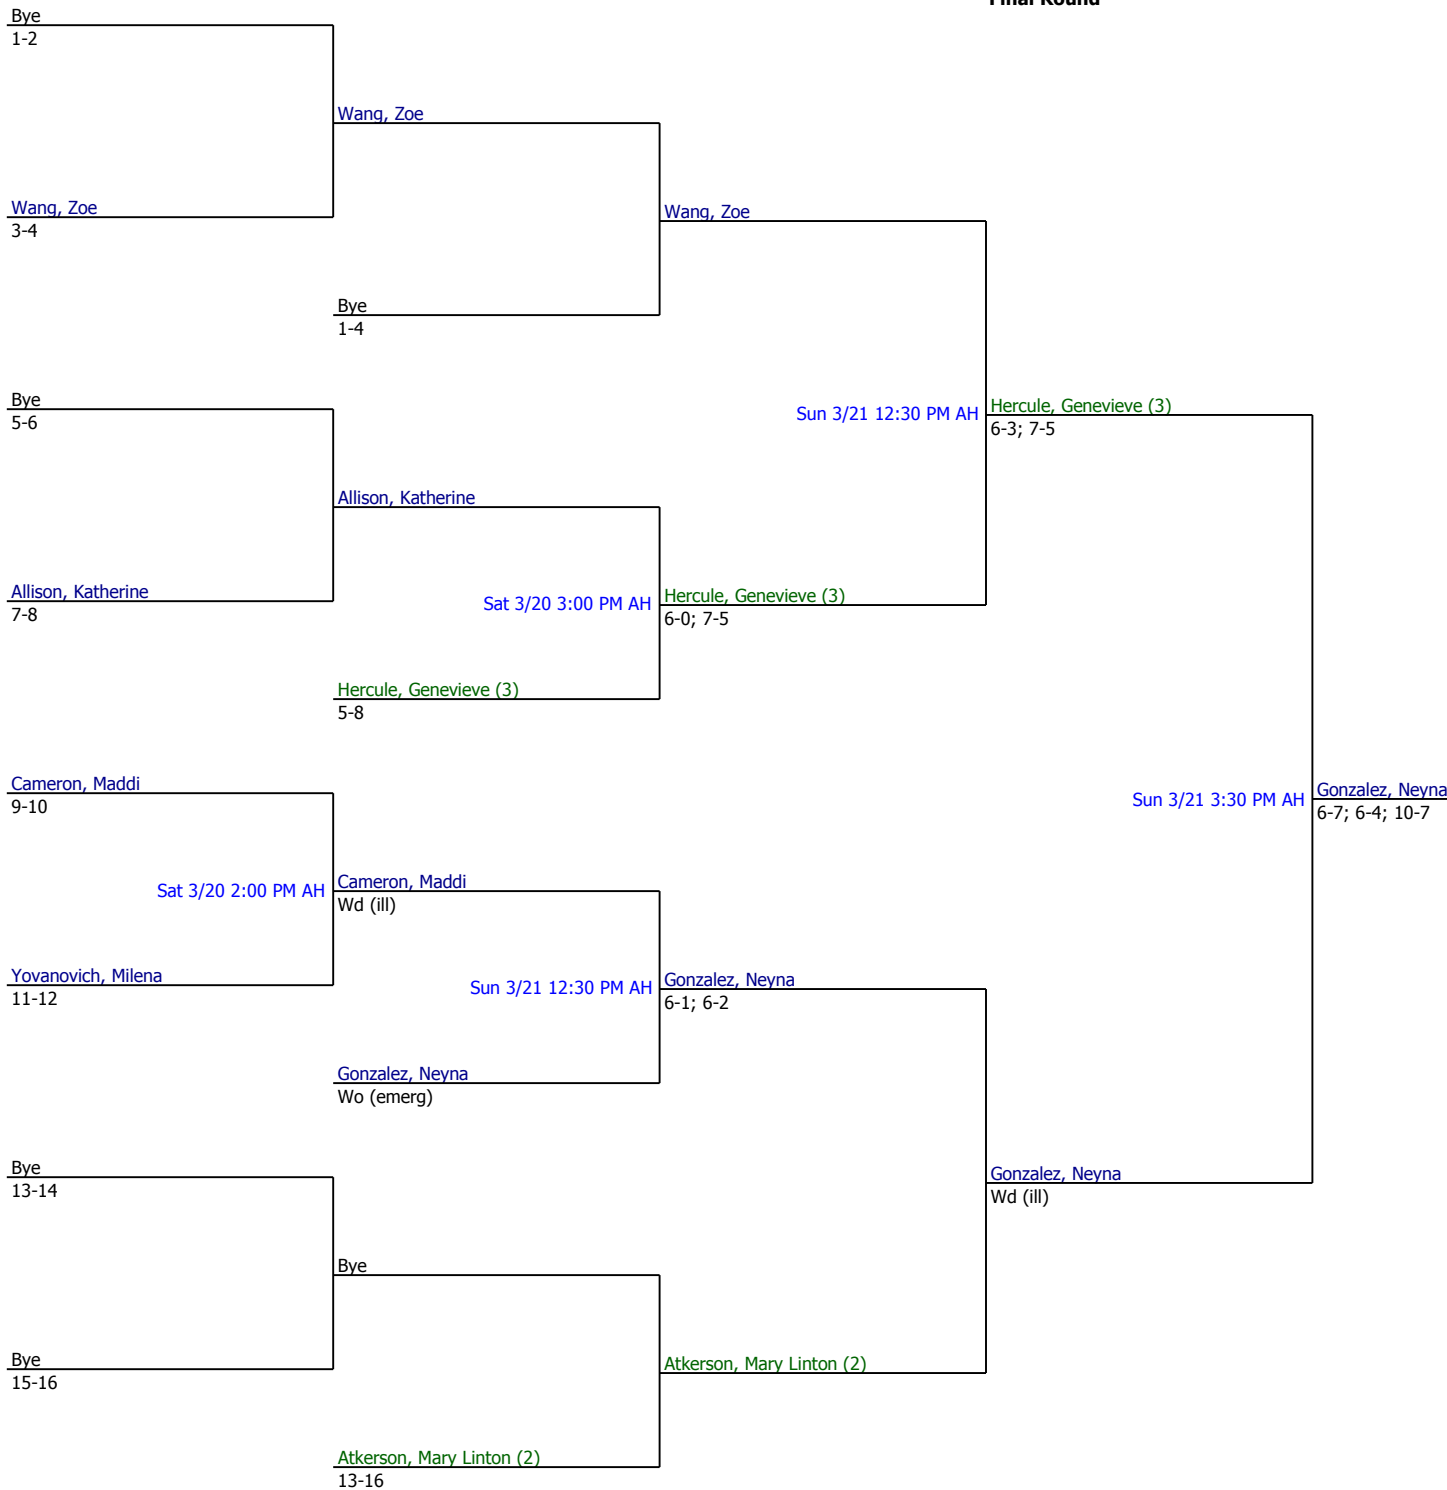 Final Round
Bye
1-2
Wang, Zoe
Wang, Zoe
3-4
Wang, Zoe
Bye
1-4
Bye
5-6
Sun 3/21 12:30 PM AH
Hercule, Genevieve (3)
6-3; 7-5
Allison, Katherine
Allison, Katherine
7-8
Sat 3/20 3:00 PM AH
Hercule, Genevieve (3)
6-0; 7-5
Hercule, Genevieve (3)
5-8
Cameron, Maddi
9-10
Sun 3/21 3:30 PM AH
Gonzalez, Neyna
6-7; 6-4; 10-7
Sat 3/20 2:00 PM AH
Cameron, Maddi
Wd (ill)
Yovanovich, Milena
11-12
Sun 3/21 12:30 PM AH
Gonzalez, Neyna
6-1; 6-2
Gonzalez, Neyna
Wo (emerg)
Bye
13-14
Gonzalez, Neyna
Wd (ill)
Bye
Bye
15-16
Atkerson, Mary Linton (2)
Atkerson, Mary Linton (2)
13-16